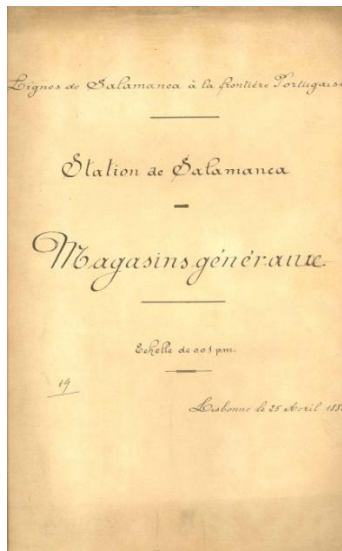 Lignes de Salamanca à la frontière Portugaise
Station de Salamanca
Magasins généraux
Echelle de 0.01 p.m.
19
Lisbonne le 25 Avril